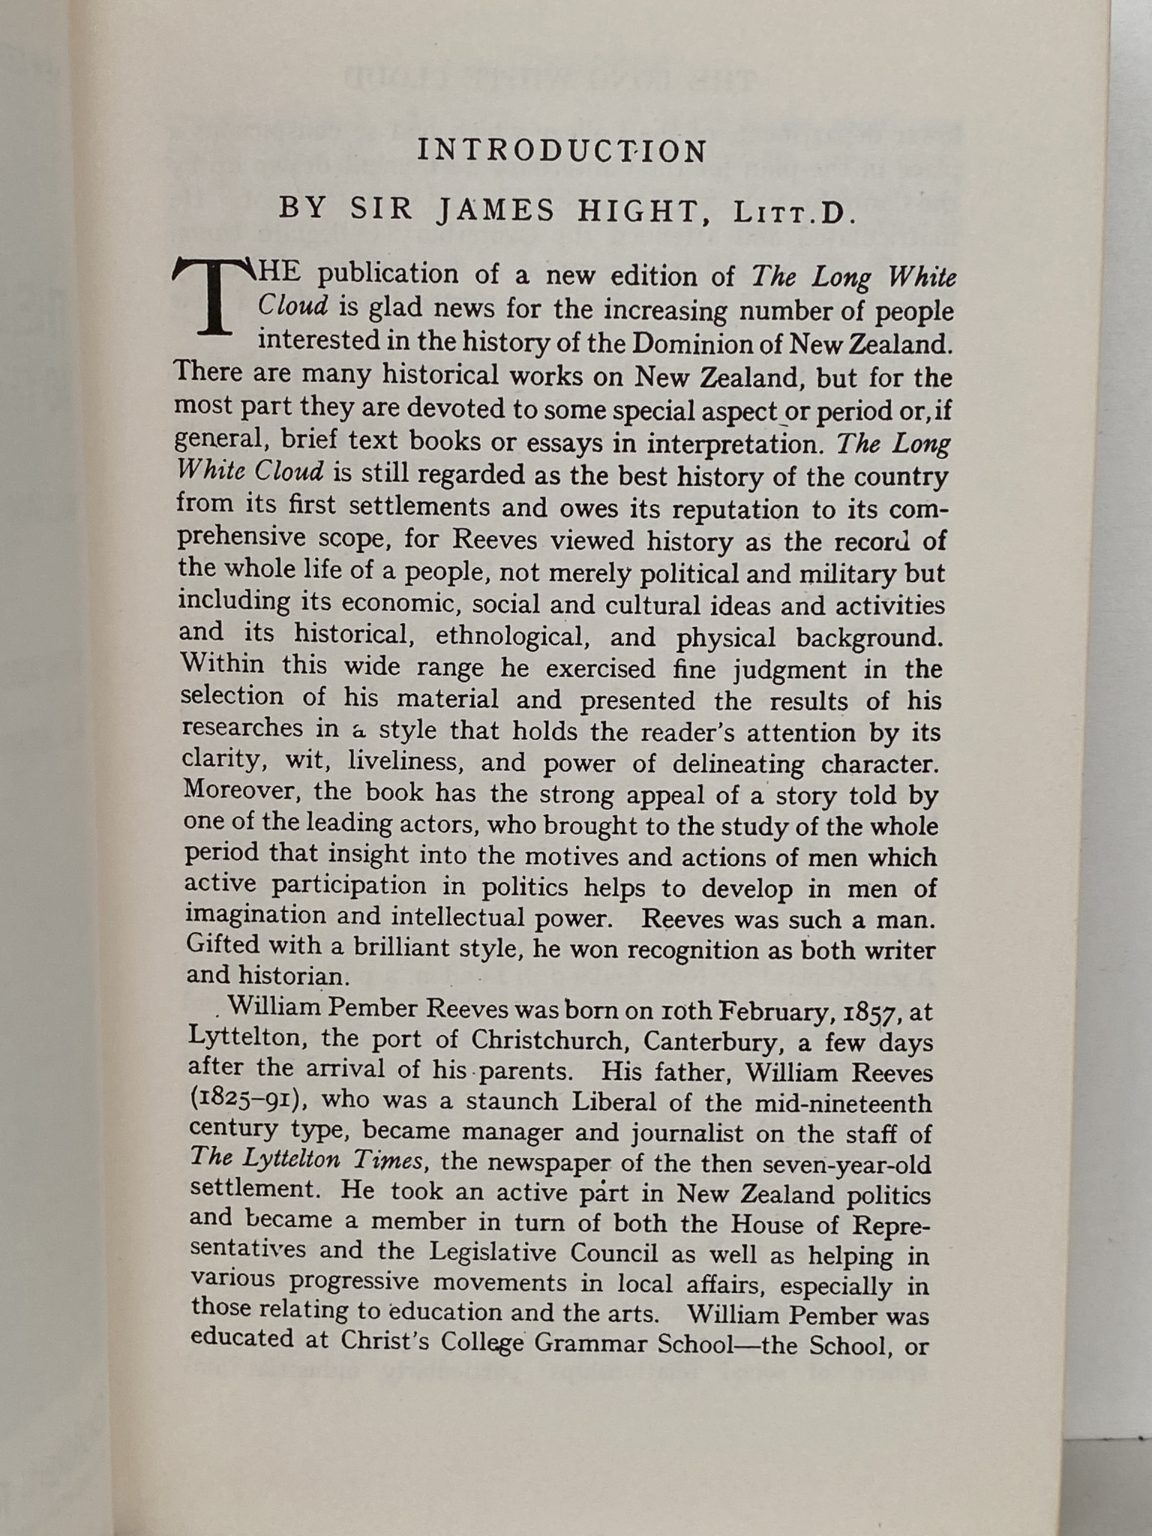 INTRODUCTION
BY SIR JAMES HIGHT, LITT.D.
THE publication of a new edition of The Long White
Cloud is glad news for the increasing number of people
interested in the history of the Dominion of New Zealand.
There are many historical works on New Zealand, but for the
most part they are devoted to some special aspect or period or, if
general, brief text books or essays in interpretation. The Long
White Cloud is still regarded as the best history of the country
from its first settlements and owes its reputation to its com-
prehensive scope, for Reeves viewed history as the record of
the whole life of a people, not merely political and military but
including its economic, social and cultural ideas and activities
and its historical, ethnological, and physical background.
Within this wide range he exercised fine judgment in the
selection of his material and presented the results of his
researches in a style that holds the reader's attention by its
clarity, wit, liveliness, and power of delineating character.
Moreover, the book has the strong appeal of a story told by
one of the leading actors, who brought to the study of the whole
period that insight into the motives and actions of men which
active participation in politics helps to develop in men of
imagination and intellectual power. Reeves was such a man.
Gifted with a brilliant style, he won recognition as both writer
and historian.
William Pember Reeves was born on 10th February, 1857, at
Lyttelton, the port of Christchurch, Canterbury, a few days
after the arrival of his parents. His father, William Reeves
(1825–91), who was a staunch Liberal of the mid-nineteenth
century type, became manager and journalist on the staff of
The Lyttelton Times, the newspaper of the then seven-year-old
settlement. He took an active part in New Zealand politics
and became a member in turn of both the House of Repre-
sentatives and the Legislative Council as well as helping in
various progressive movements in local affairs, especially in
those relating to education and the arts. William Pember was
educated at Christ's College Grammar School—the School, or